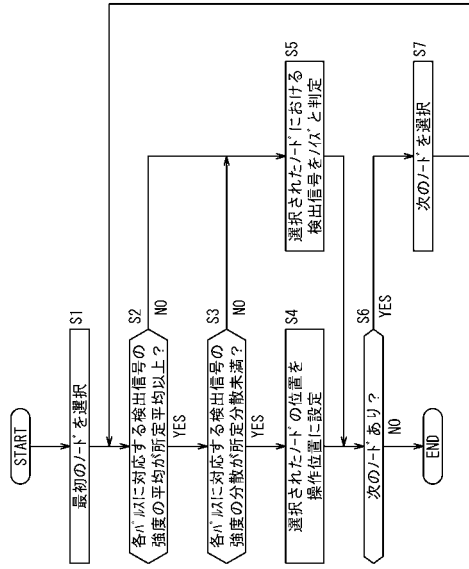 START
S1
最初のノードを選択
S2
各パルスに対応する検出信号の
強度の平均が所定平均以上?
NO
YES
S3
各パルスに対応する検出信号の
強度の分散が所定分散未満?
NO
YES
S4
選択されたノードの位置を
操作位置に設定
S5
選択されたノードにおける
検出信号をノイズと判定
S6
次のノードあり?
YES
NO
S7
次のノードを選択
END